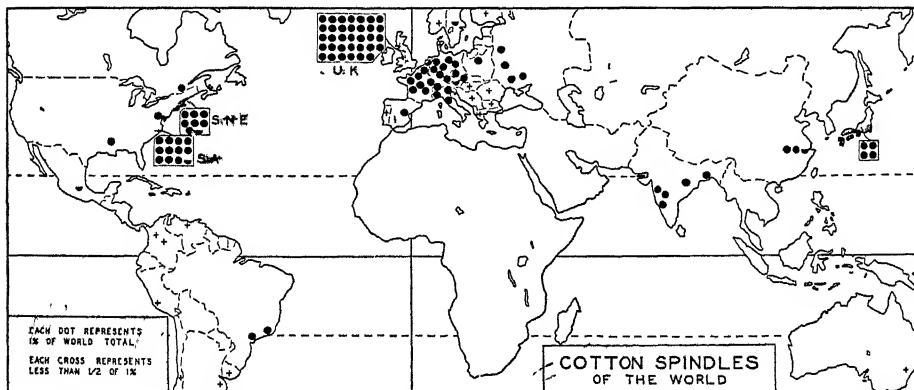 U.K
S.N.E
S.A.
EACH DOT REPRESENTS
1% OF WORLD TOTAL,
EACH CROSS REPRESENTS
LESS THAN 1/2 OF 1%
COTTON SPINDLES
OF THE WORLD